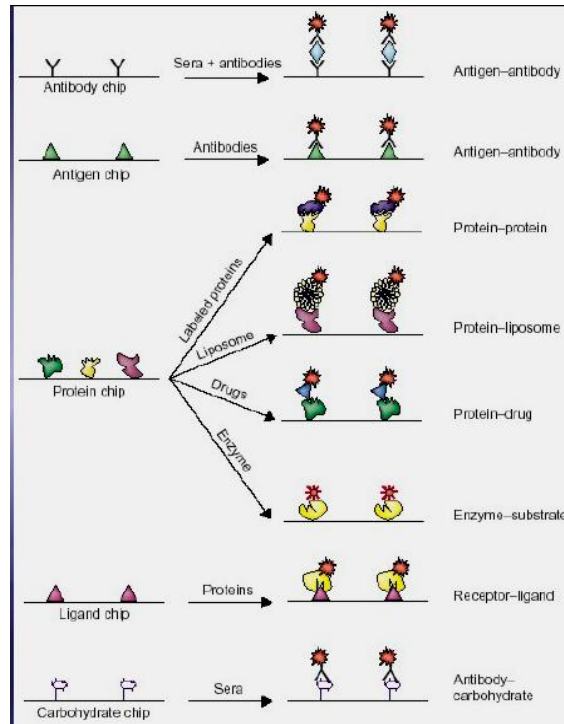 Sera + antibodies
Antibody chip
Antigen–antibody
Antibodies
Antigen chip
Antigen–antibody
Protein–protein
Labeled proteins
Liposome
Protein–liposome
Drugs
Protein chip
Protein–drug
Enzyme
Enzyme–substrate
Proteins
Ligand chip
Receptor–ligand
Sera
Carbohydrate chip
Antibody–
carbohydrate